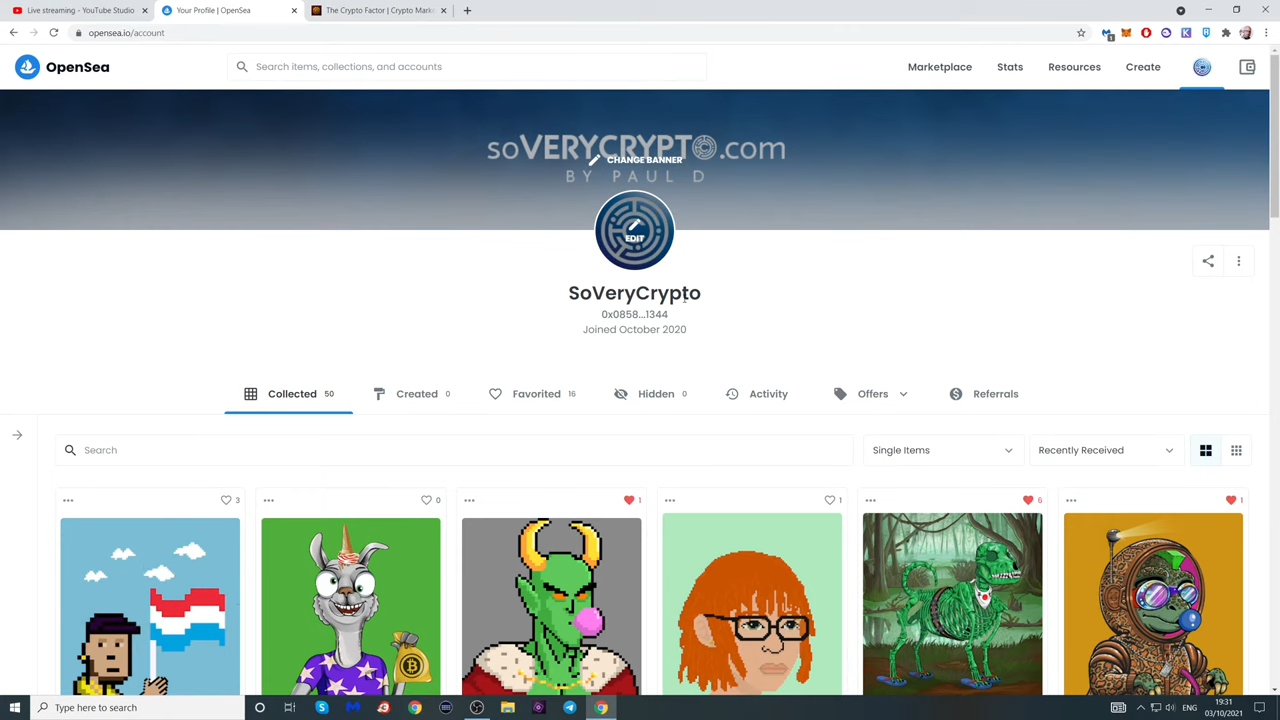 Live streaming - YouTube Studio
Your Profile | OpenSea
The Crypto Factor | Crypto Marke
opensea.io/account
1
OpenSea
Search items, collections, and accounts
Marketplace
Stats
Resources
Create
soVERYCRYPTO.com
CHANGE BANNER
BY PAUL D
EDIT
SoVeryCrypto
0x0858...1344
Joined October 2020
Collected 50
Created 0
Favorited 16
Hidden 0
Activity
Offers
Referrals
Search
Single Items
Recently Received
3
0
1
1
6
1
Type here to search
ENG
19:31
03/10/2021